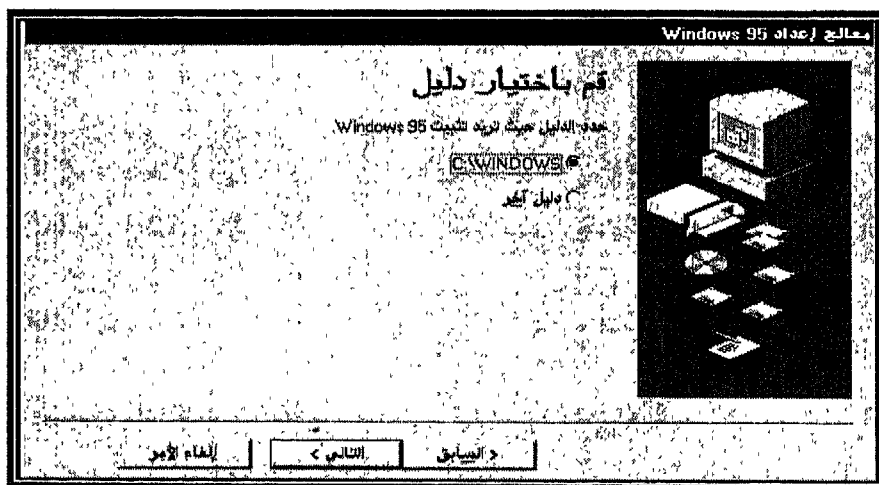 معالج إعداد Windows 95
قم باختيار دليل
حدد الدليل حيث تريد تثبيت Windows 95
C:\WINDOWS
دليل آخر
< السابق
التالي >
إلغاء الأمر